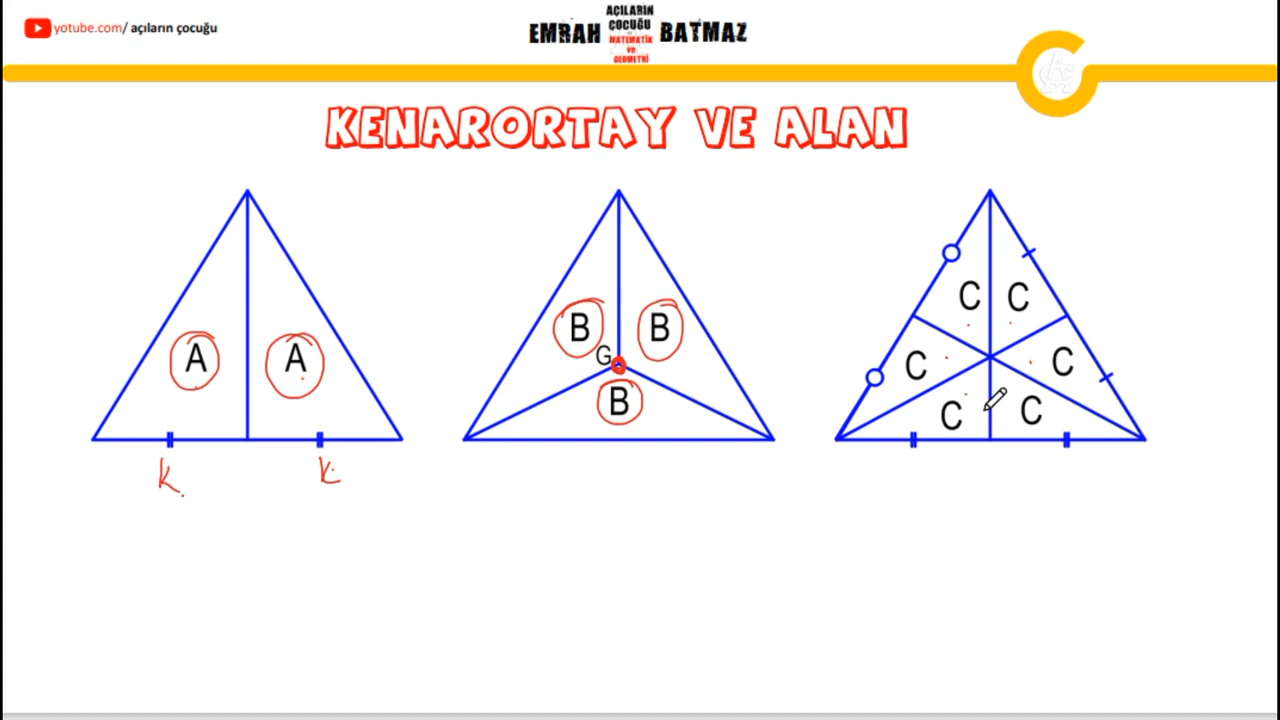 yotube.com/ açıların çocuğu
EMRAH
AÇILARIN
ÇOCUĞU
MATEMATİK
ve
GEOMETRİ
BATMAZ
KENARORTAY VE ALAN
A A
B B
G
B
C C
C C
C C
k k